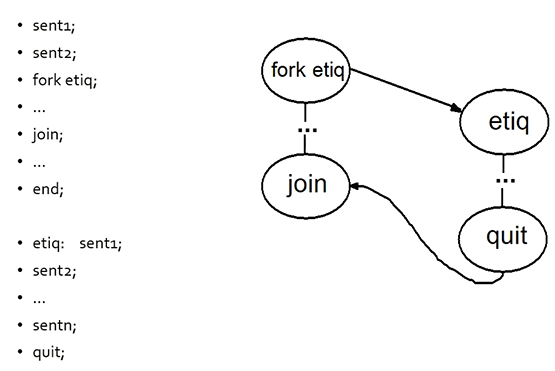 • sent1;
• sent2;
• fork etiq;
• ...
• join;
• ...
• end;
• etiq: sent1;
• sent2;
• ...
• sentn;
• quit;
fork etiq
...
join
etiq
...
quit